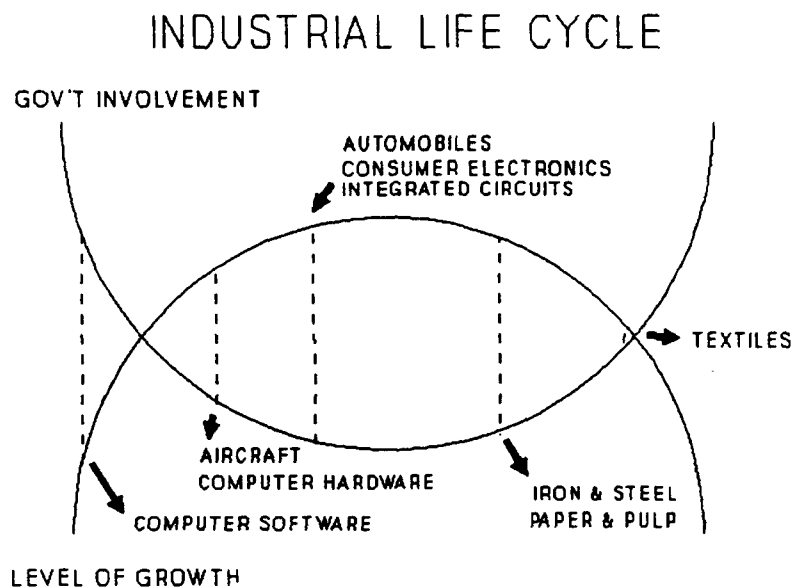 INDUSTRIAL LIFE CYCLE
GOV'T INVOLVEMENT
AUTOMOBILES
CONSUMER ELECTRONICS
INTEGRATED CIRCUITS
TEXTILES
AIRCRAFT
COMPUTER HARDWARE
IRON & STEEL
PAPER & PULP
COMPUTER SOFTWARE
LEVEL OF GROWTH